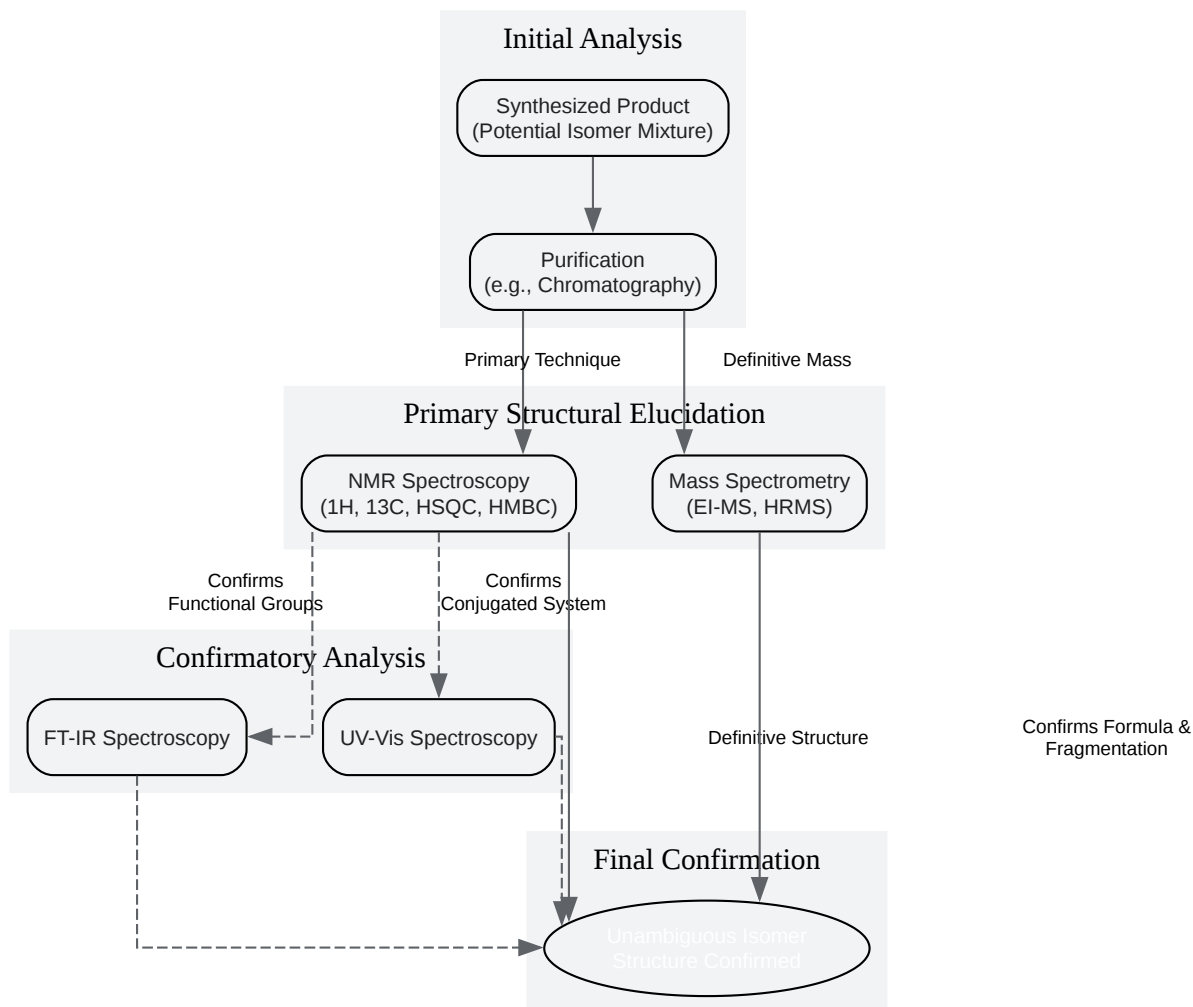 Initial Analysis
Synthesized Product
(Potential Isomer Mixture)
Purification
(e.g., Chromatography)
Primary Technique
Definitive Mass
Primary Structural Elucidation
NMR Spectroscopy
(1H, 13C, HSQC, HMBC)
Mass Spectrometry
(EI-MS, HRMS)
Confirms
Functional Groups
Confirms
Conjugated System
Confirmatory Analysis
FT-IR Spectroscopy
UV-Vis Spectroscopy
Definitive Structure
Confirms Formula &
Fragmentation
Final Confirmation
Unambiguous Isomer
Structure Confirmed